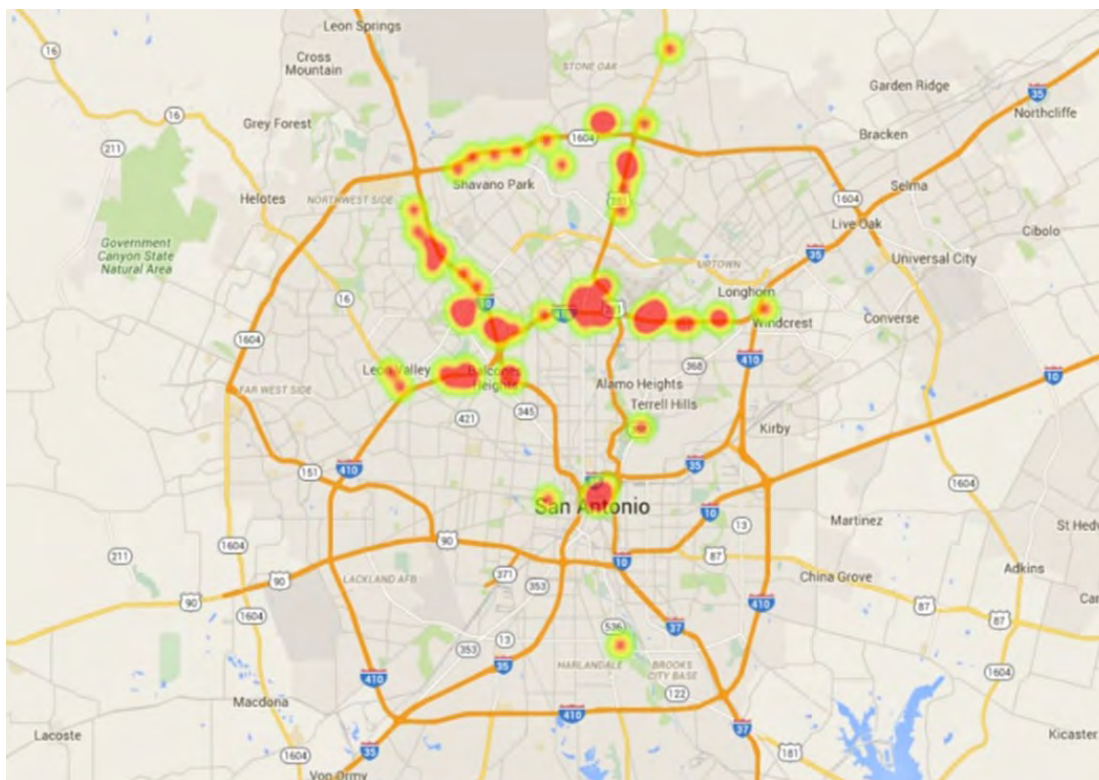 Leon Springs
16
Cross
Mountain
STONE OAK
Garden Ridge
35
Northcliffe
16
Grey Forest
1604
Bracken
211
Shavano Park
Selma
Helotes
NORTHWEST SIDE
1604
Live Oak
Cibolo
Government
Canyon State
Natural Area
UPTOWN
35
Universal City
16
10
Longhorn
Windcrest
Converse
1604
410
368
Leon Valley
Balcones
Heights
10
FAR WEST SIDE
Alamo Heights
421
345
Terrell Hills
Kirby
151
410
35
1604
San Antonio
10
13
Martinez
St Hedw
90
1604
211
87
10
371
China Grove
Adkins
LACKLAND AFB
353
90
410
87
87
1604
536
37
13
353
35
HARLANDALE
BROOKS
CITY BASE
410
122
Macdona
410
37
Lacoste
35
1604
181
Kicaster
Von Ormy